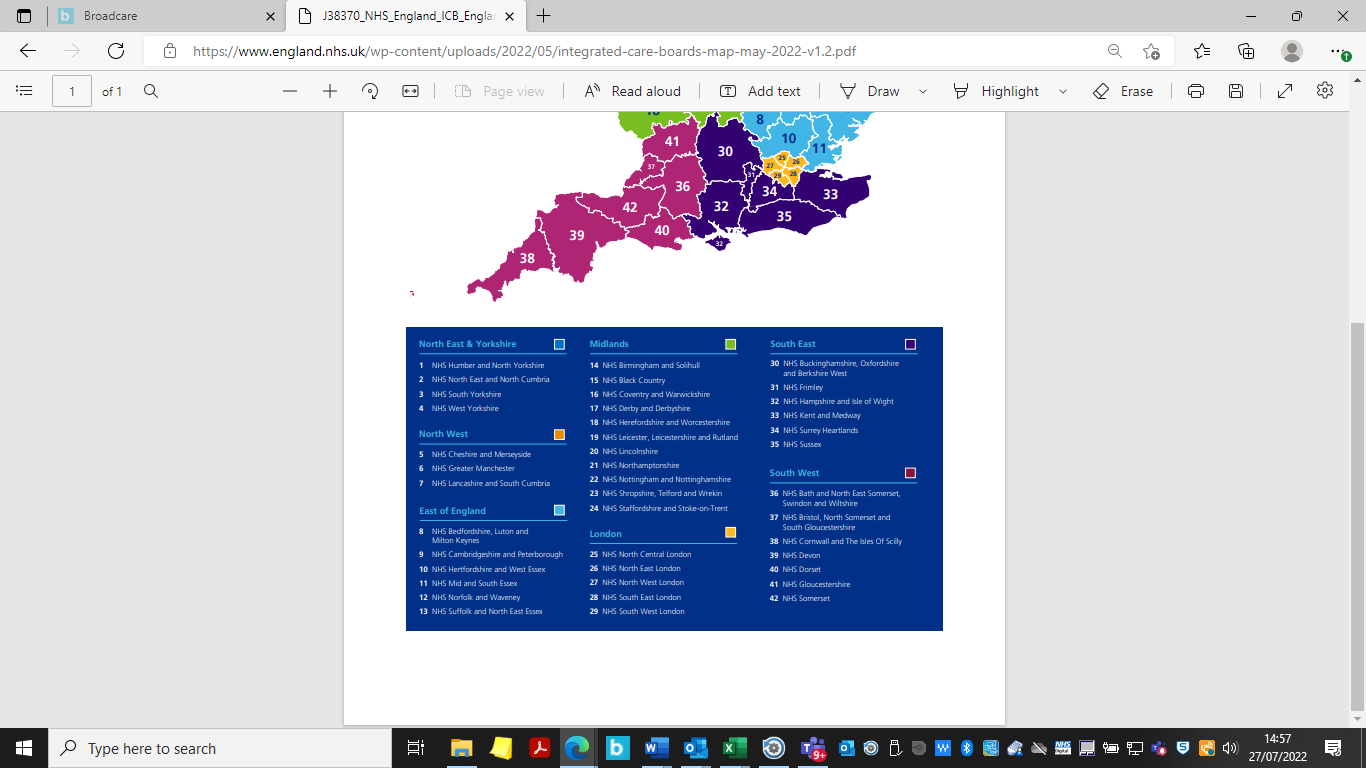 Broadcare
J38370_NHS_England_ICB_Engla
https://www.england.nhs.uk/wp-content/uploads/2022/05/integrated-care-boards-map-may-2022-v1.2.pdf
1 of 1
Page view
Read aloud
Add text
Draw
Highlight
Erase
18
8
10
11
41
30
37
36
31
34
33
25
26
27
28
29
42
32
35
39
40
32
38
North East & Yorkshire
1 NHS Humber and North Yorkshire
2 NHS North East and North Cumbria
3 NHS South Yorkshire
4 NHS West Yorkshire
North West
5 NHS Cheshire and Merseyside
6 NHS Greater Manchester
7 NHS Lancashire and South Cumbria
East of England
8 NHS Bedfordshire, Luton and
Milton Keynes
9 NHS Cambridgeshire and Peterborough
10 NHS Hertfordshire and West Essex
11 NHS Mid and South Essex
12 NHS Norfolk and Waveney
13 NHS Suffolk and North East Essex
Midlands
14 NHS Birmingham and Solihull
15 NHS Black Country
16 NHS Coventry and Warwickshire
17 NHS Derby and Derbyshire
18 NHS Herefordshire and Worcestershire
19 NHS Leicester, Leicestershire and Rutland
20 NHS Lincolnshire
21 NHS Northamptonshire
22 NHS Nottingham and Nottinghamshire
23 NHS Shropshire, Telford and Wrekin
24 NHS Staffordshire and Stoke-on-Trent
London
25 NHS North Central London
26 NHS North East London
27 NHS North West London
28 NHS South East London
29 NHS South West London
South East
30 NHS Buckinghamshire, Oxfordshire
and Berkshire West
31 NHS Frimley
32 NHS Hampshire and Isle of Wight
33 NHS Kent and Medway
34 NHS Surrey Heartlands
35 NHS Sussex
South West
36 NHS Bath and North East Somerset,
Swindon and Wiltshire
37 NHS Bristol, North Somerset and
South Gloucestershire
38 NHS Cornwall and The Isles Of Scilly
39 NHS Devon
40 NHS Dorset
41 NHS Gloucestershire
42 NHS Somerset
Type here to search
9+
14:57
27/07/2022